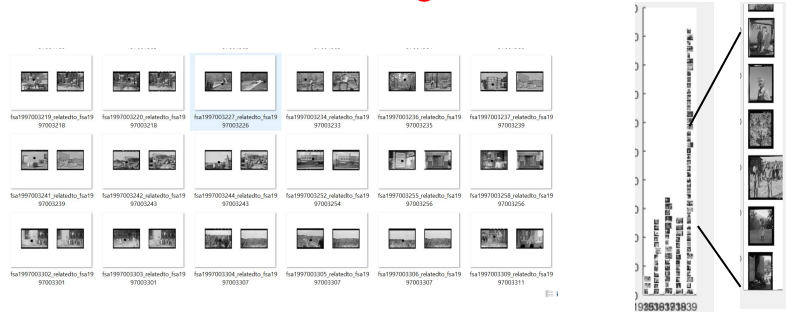 fsa1997003219_relatedto_fsa19 fsa1997003220_relatedto_fsa19 fsa1997003227_relatedto_fsa19 fsa1997003234_relatedto_fsa19 fsa1997003236_relatedto_fsa19 fsa1997003237_relatedto_fsa19
97003218 97003218 97003226 97003233 97003235 97003239
fsa1997003241_relatedto_fsa19 fsa1997003242_relatedto_fsa19 fsa1997003244_relatedto_fsa19 fsa1997003252_relatedto_fsa19 fsa1997003255_relatedto_fsa19 fsa1997003258_relatedto_fsa19
97003239 97003243 97003243 97003254 97003256 97003256
fsa1997003302_relatedto_fsa19 fsa1997003303_relatedto_fsa19 fsa1997003304_relatedto_fsa19 fsa1997003305_relatedto_fsa19 fsa1997003306_relatedto_fsa19 fsa1997003309_relatedto_fsa19
97003301 97003301 97003307 97003307 97003307 97003311